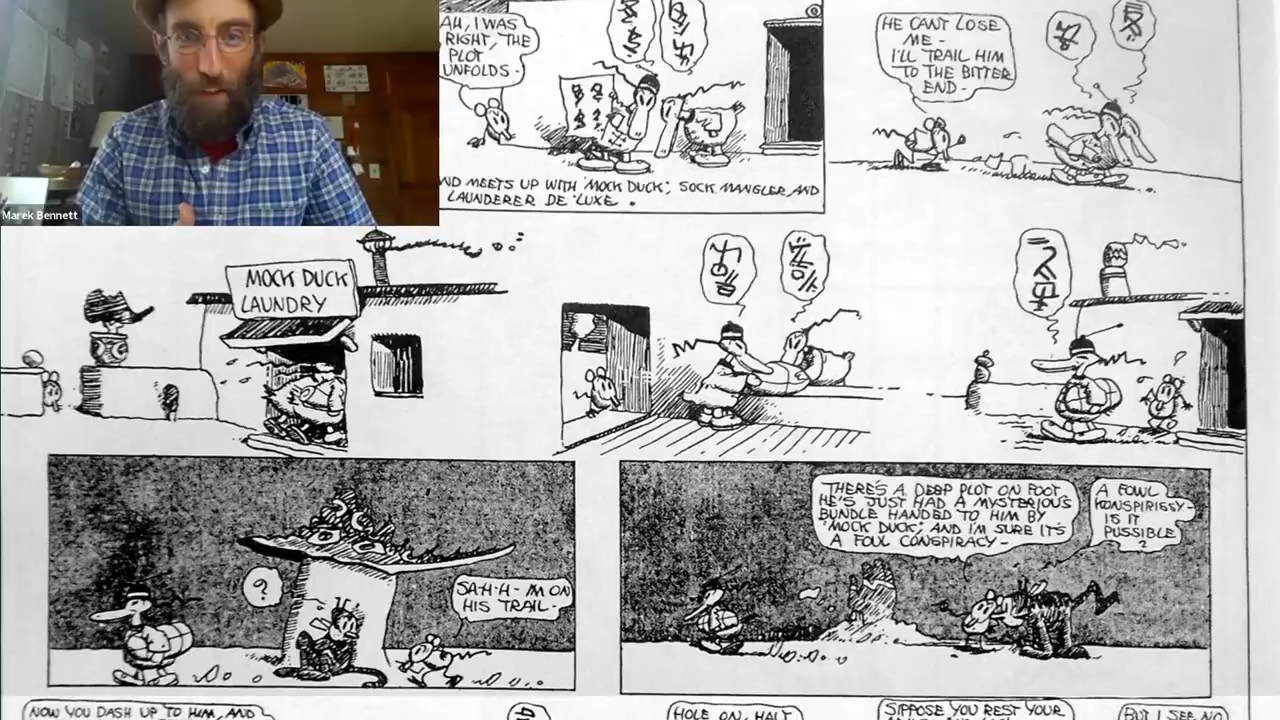 AH, I WAS
RIGHT, THE
PLOT
UNFOLDS-
ND MEETS UP WITH 'MOCK DUCK', SOCK MANGLER, AND
LAUNDERER DE'LUXE.
HE CANT LOSE
ME -
I'LL TRAIL HIM
TO THE BITTER
END -
Marek Bennett
MOCK DUCK
LAUNDRY
?
SA-H-H- I'M ON
HIS TRAIL-
THERE'S A DEEP PLOT ON FOOT
HE'S JUST HAD A MYSTERIOUS
BUNDLE HANDED TO HIM BY
'MOCK DUCK', AND I'M SURE IT'S
A FOUL CONSPIRACY-
A FOWL
KONSPIRISSY-
IS IT
PUSSIBLE
?
NOW YOU DASH UP TO HIM, AND
HOLE ON, HALT
SUPPOSE YOU REST YOUR
BUT I SEE NO